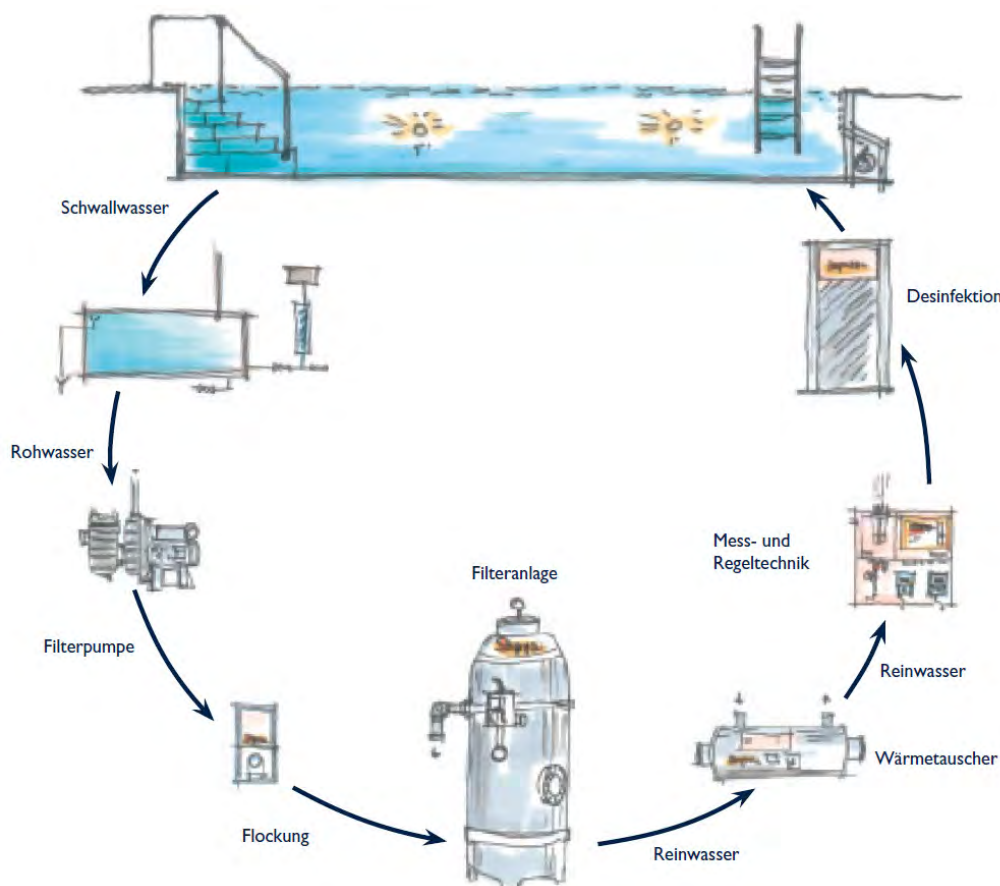 Schwallwasser
Desinfektion
Rohwasser
Mess- und
Regeltechnik
Filteranlage
Filterpumpe
Reinwasser
Wärmetauscher
Flockung
Reinwasser